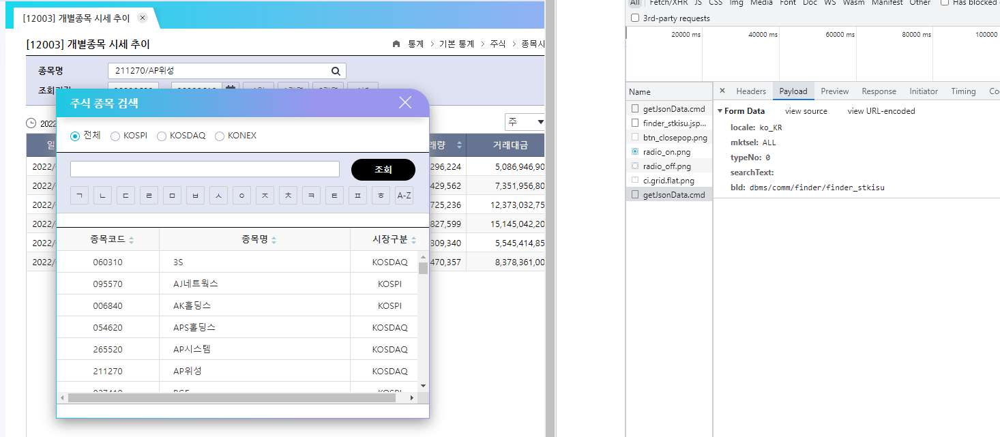 [12003] 개별종목 시세 추이
[12003] 개별종목 시세 추이
통계 > 기본 통계 > 주식 > 종목시
종목명 211270/AP위성
주식 종목 검색
2022
주
전체 KOSPI KOSDAQ KONEX
일
래량 거래대금
조회
ㄱ ㄴ ㄷ ㄹ ㅁ ㅂ ㅅ ㅇ ㅈ ㅊ ㅋ ㅌ ㅍ ㅎ A-Z
2022/ 296,224 5,086,946,90
2022/ 429,562 7,351,956,80
2022/ 725,236 12,373,032,75
2022/ 827,599 15,145,042,20
2022/ 309,340 5,545,414,85
2022/ 470,357 8,378,361,00
종목코드 종목명 시장구분
060310 3S KOSDAQ
095570 AJ네트웍스 KOSPI
006840 AK홀딩스 KOSPI
054620 APS홀딩스 KOSDAQ
265520 AP시스템 KOSDAQ
211270 AP위성 KOSDAQ
All Fetch/XHR JS CSS Img Media Font Doc WS Wasm Manifest Other Has blocked
3rd-party requests
20000 ms 40000 ms 60000 ms 80000 ms 100000
Name
getJsonData.cmd
finder_stkisu.jsp...
btn_closepop.png
radio_on.png
radio_off.png
ci.grid.flat.png
getJsonData.cmd
× Headers Payload Preview Response Initiator Timing Co
Form Data view source view URL-encoded
locale: ko_KR
mktsel: ALL
typeNo: 0
searchText:
bld: dbms/comm/finder/finder_stkisu